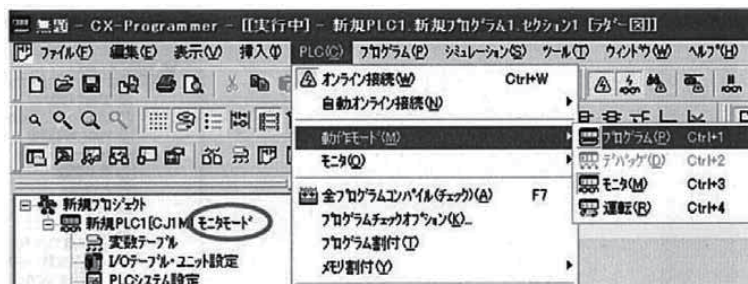 無題 - CX-Programmer - [[実行中] - 新規PLC1.新規プログラム1.セクション1 [ラダー図]]
ファイル(F) 編集(E) 表示(V) 挿入(I) PLC(C) プログラム(P) シミュレーション(S) ツール(T) ウィンドウ(W) ヘルプ(H)
オンライン接続(W) Ctrl+W
自動オンライン接続(N)
動作モード(M)
プログラム(P) Ctrl+1
モニタ(O)
デバッグ(D) Ctrl+2
モニタ(M) Ctrl+3
運転(R) Ctrl+4
全プログラムコンパイル(チェック)(A) F7
プログラムチェックオプション(K)...
プログラム割付(T)
メモリ割付(Y)
新規プロジェクト
新規PLC1[CJ1M] モニタモード
変数テーブル
I/Oテーブル・ユニット設定
PLCシステム設定